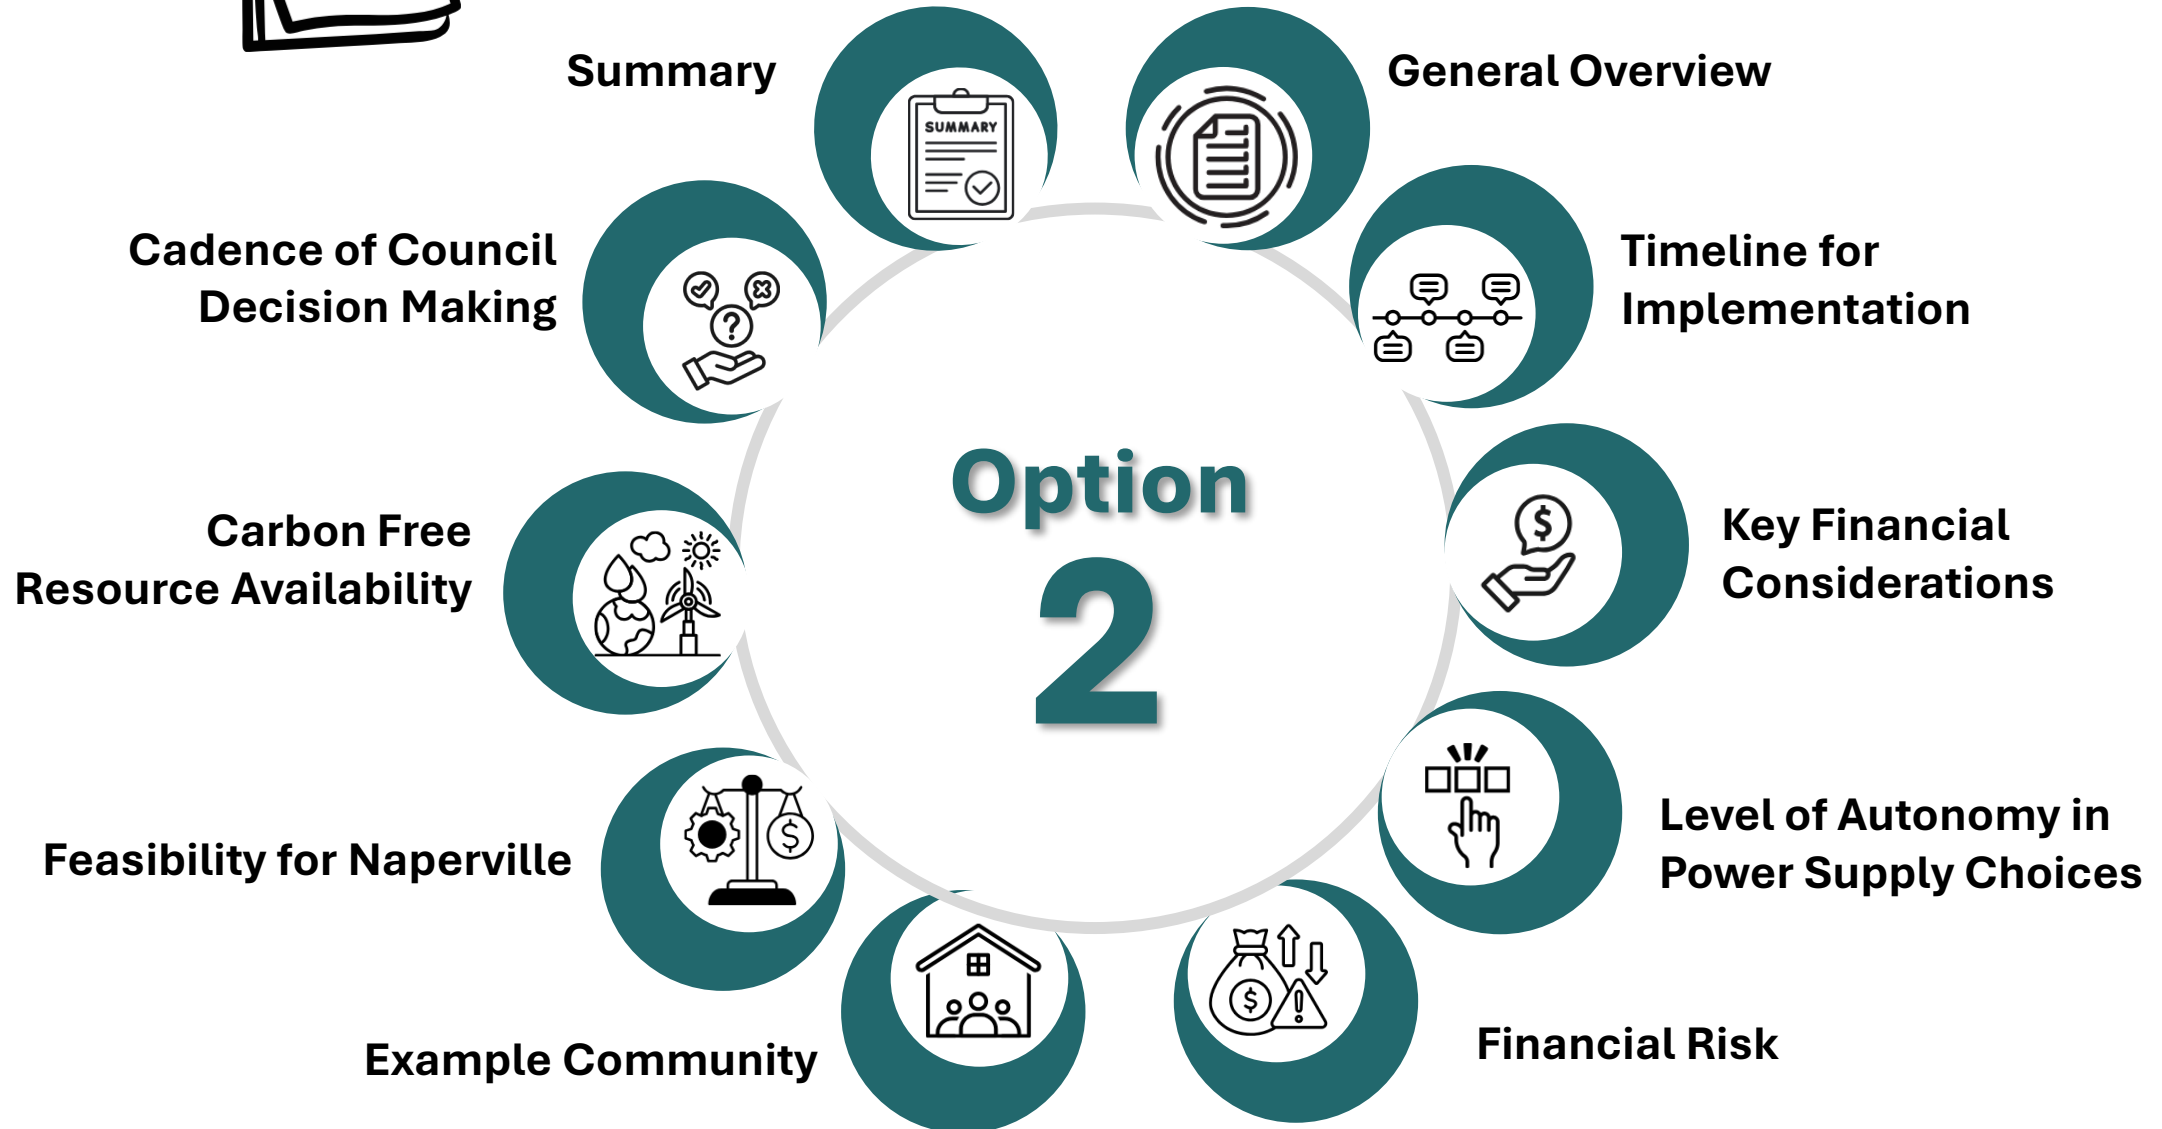 Summary
SUMMARY
General Overview
Cadence of Council
Decision Making
?
Timeline for
Implementation
Option
2
Carbon Free
Resource Availability
$
Key Financial
Considerations
Feasibility for Naperville
$
Level of Autonomy in
Power Supply Choices
Example Community
$
!
Financial Risk